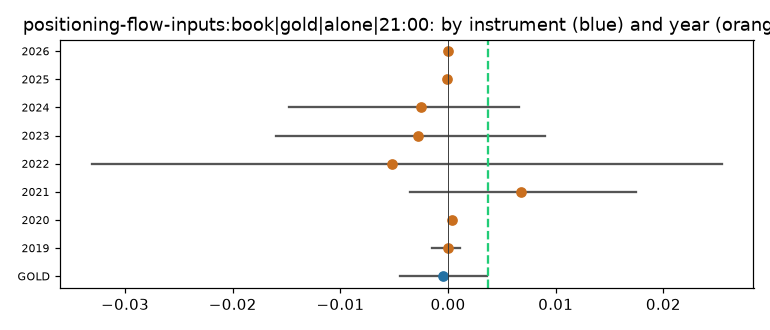 positioning-flow-inputs:book|gold|alone|21:00: by instrument (blue) and year (orang
2026
2025
2024
2023
2022
2021
2020
2019
GOLD
−0.03 −0.02 −0.01 0.00 0.01 0.02